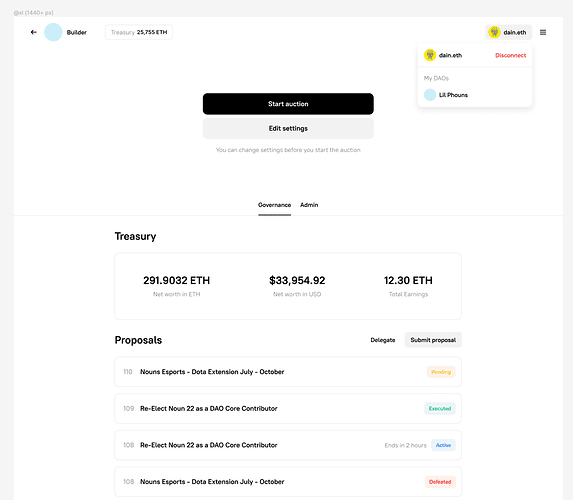 @xl (1440+ px)
Builder
Treasury 25,755 ETH
dain.eth
dain.eth Disconnect
My DAOs
Lil Phouns
Start auction
Edit settings
You can change settings before you start the auction
Governance Admin
Treasury
291.9032 ETH $33,954.92 12.30 ETH
Net worth in ETH Net worth in USD Total Earnings
Proposals Delegate Submit proposal
110 Nouns Esports - Dota Extension July - October Pending
109 Re-Elect Noun 22 as a DAO Core Contributor Executed
108 Re-Elect Noun 22 as a DAO Core Contributor Ends in 2 hours Active
108 Nouns Esports - Dota Extension July - October Defeated